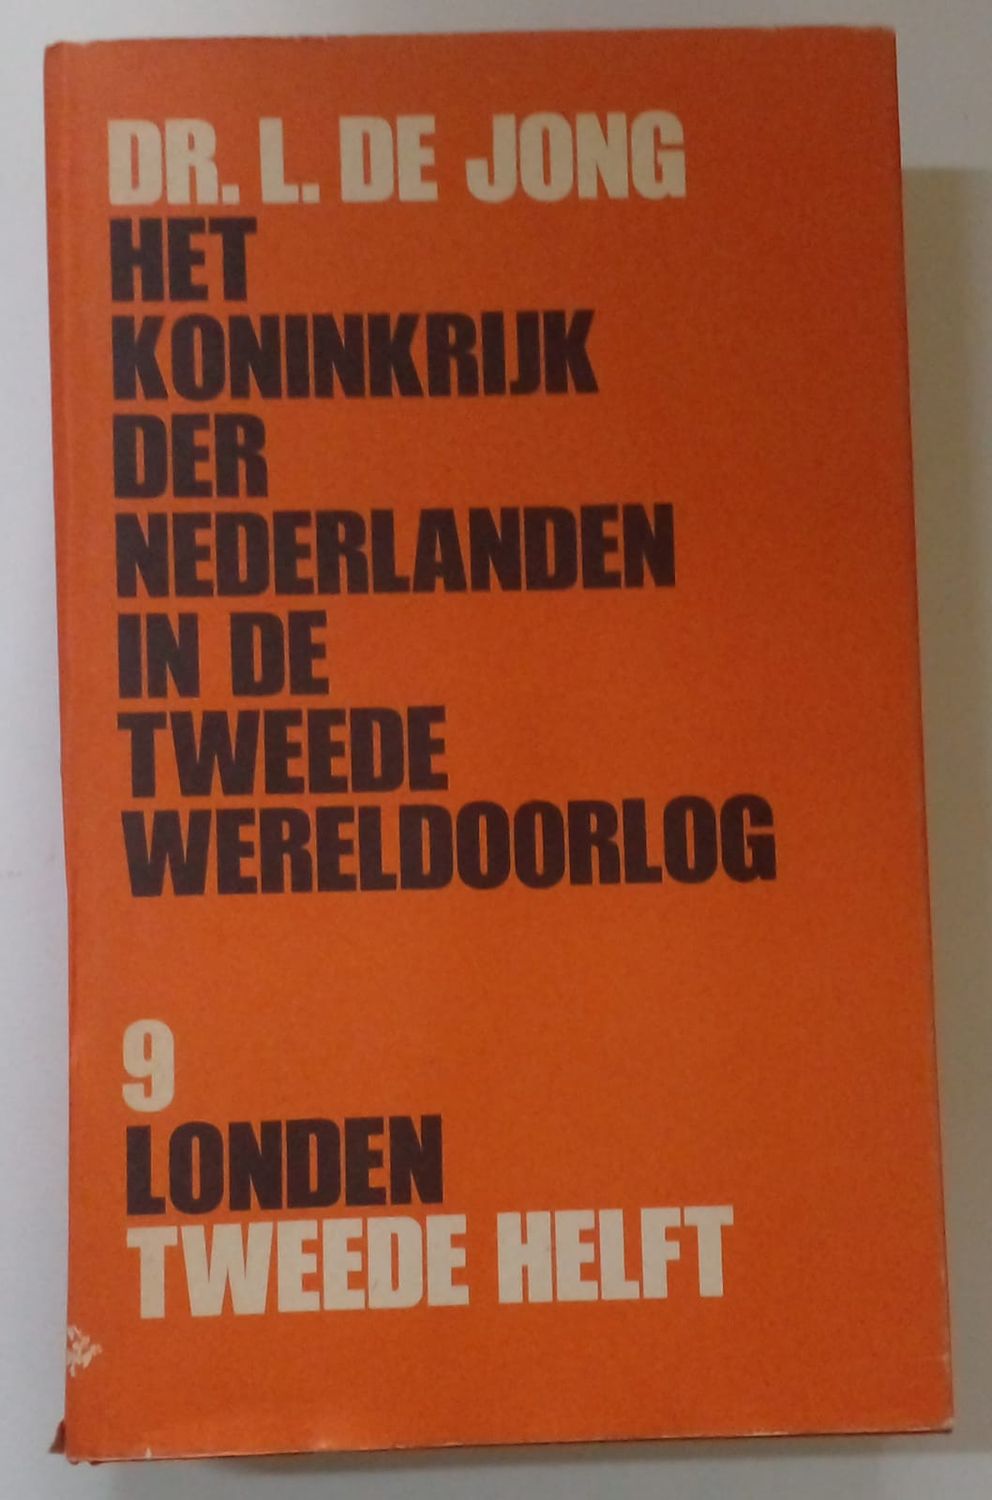 DR. L. DE JONG
HET
KONINKRIJK
DER
NEDERLANDEN
IN DE
TWEEDE
WERELDOORLOG
9
LONDEN
TWEEDE HELFT